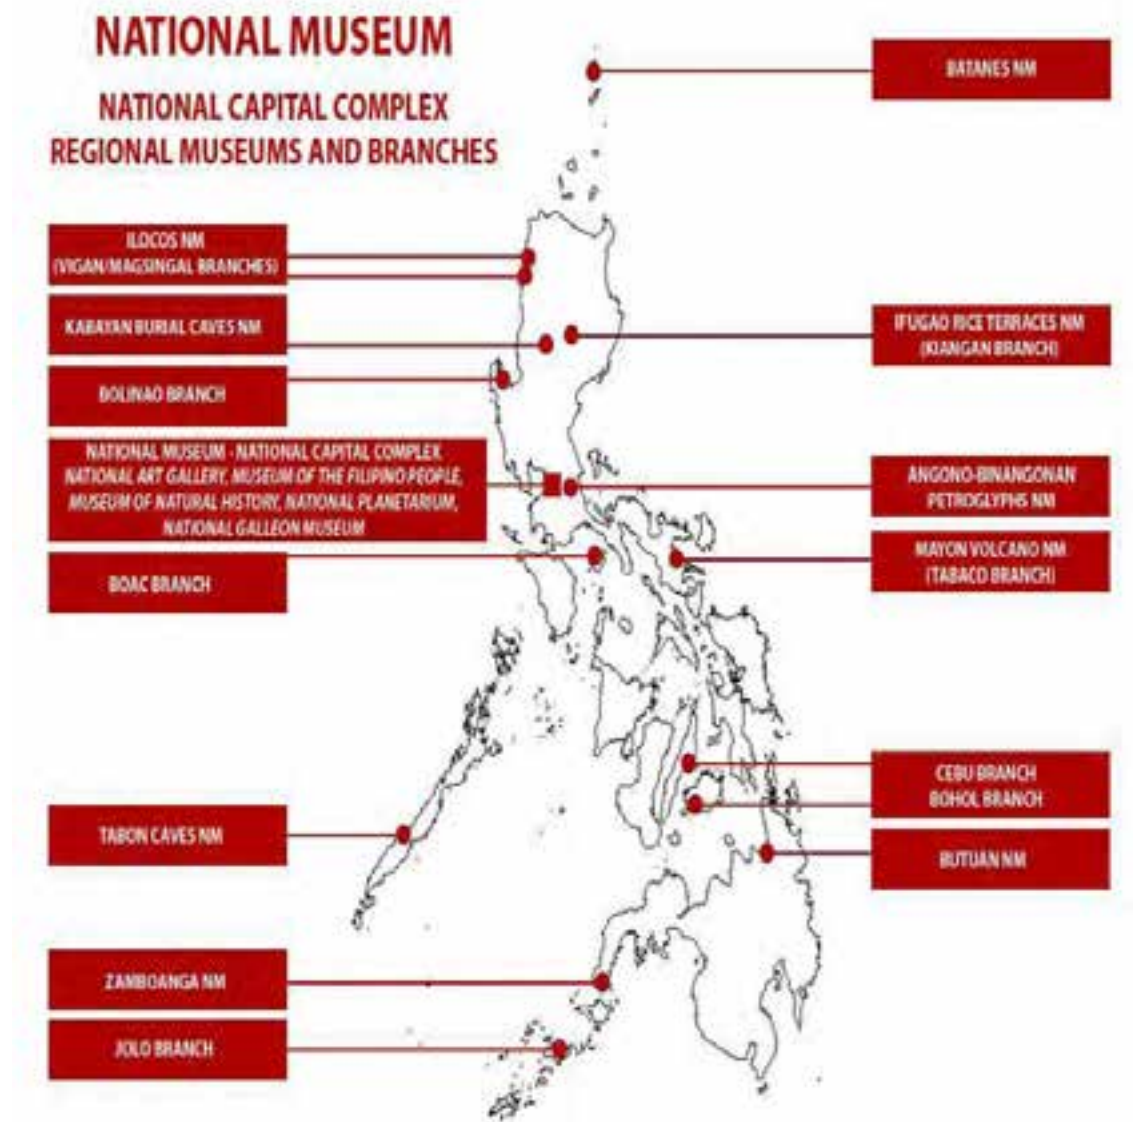 NATIONAL MUSEUM
NATIONAL CAPITAL COMPLEX
REGIONAL MUSEUMS AND BRANCHES
BATANES NM
ILOCOS NM
(VIGAN/MAGSINGAL BRANCHES)
KABAYAN BURIAL CAVES NM
IFUGAO RICE TERRACES NM
(KIANGAN BRANCH)
BOLINAO BRANCH
NATIONAL MUSEUM - NATIONAL CAPITAL COMPLEX
NATIONAL ART GALLERY, MUSEUM OF THE FILIPINO PEOPLE,
MUSEUM OF NATURAL HISTORY, NATIONAL PLANETARIUM,
NATIONAL GALLEON MUSEUM
ANGONO-BINANGONAN
PETROGLYPHS NM
MAYON VOLCANO NM
(TABACO BRANCH)
BOAC BRANCH
CEBU BRANCH
BOHOL BRANCH
TABON CAVES NM
BUTUAN NM
ZAMBOANGA NM
JOLO BRANCH